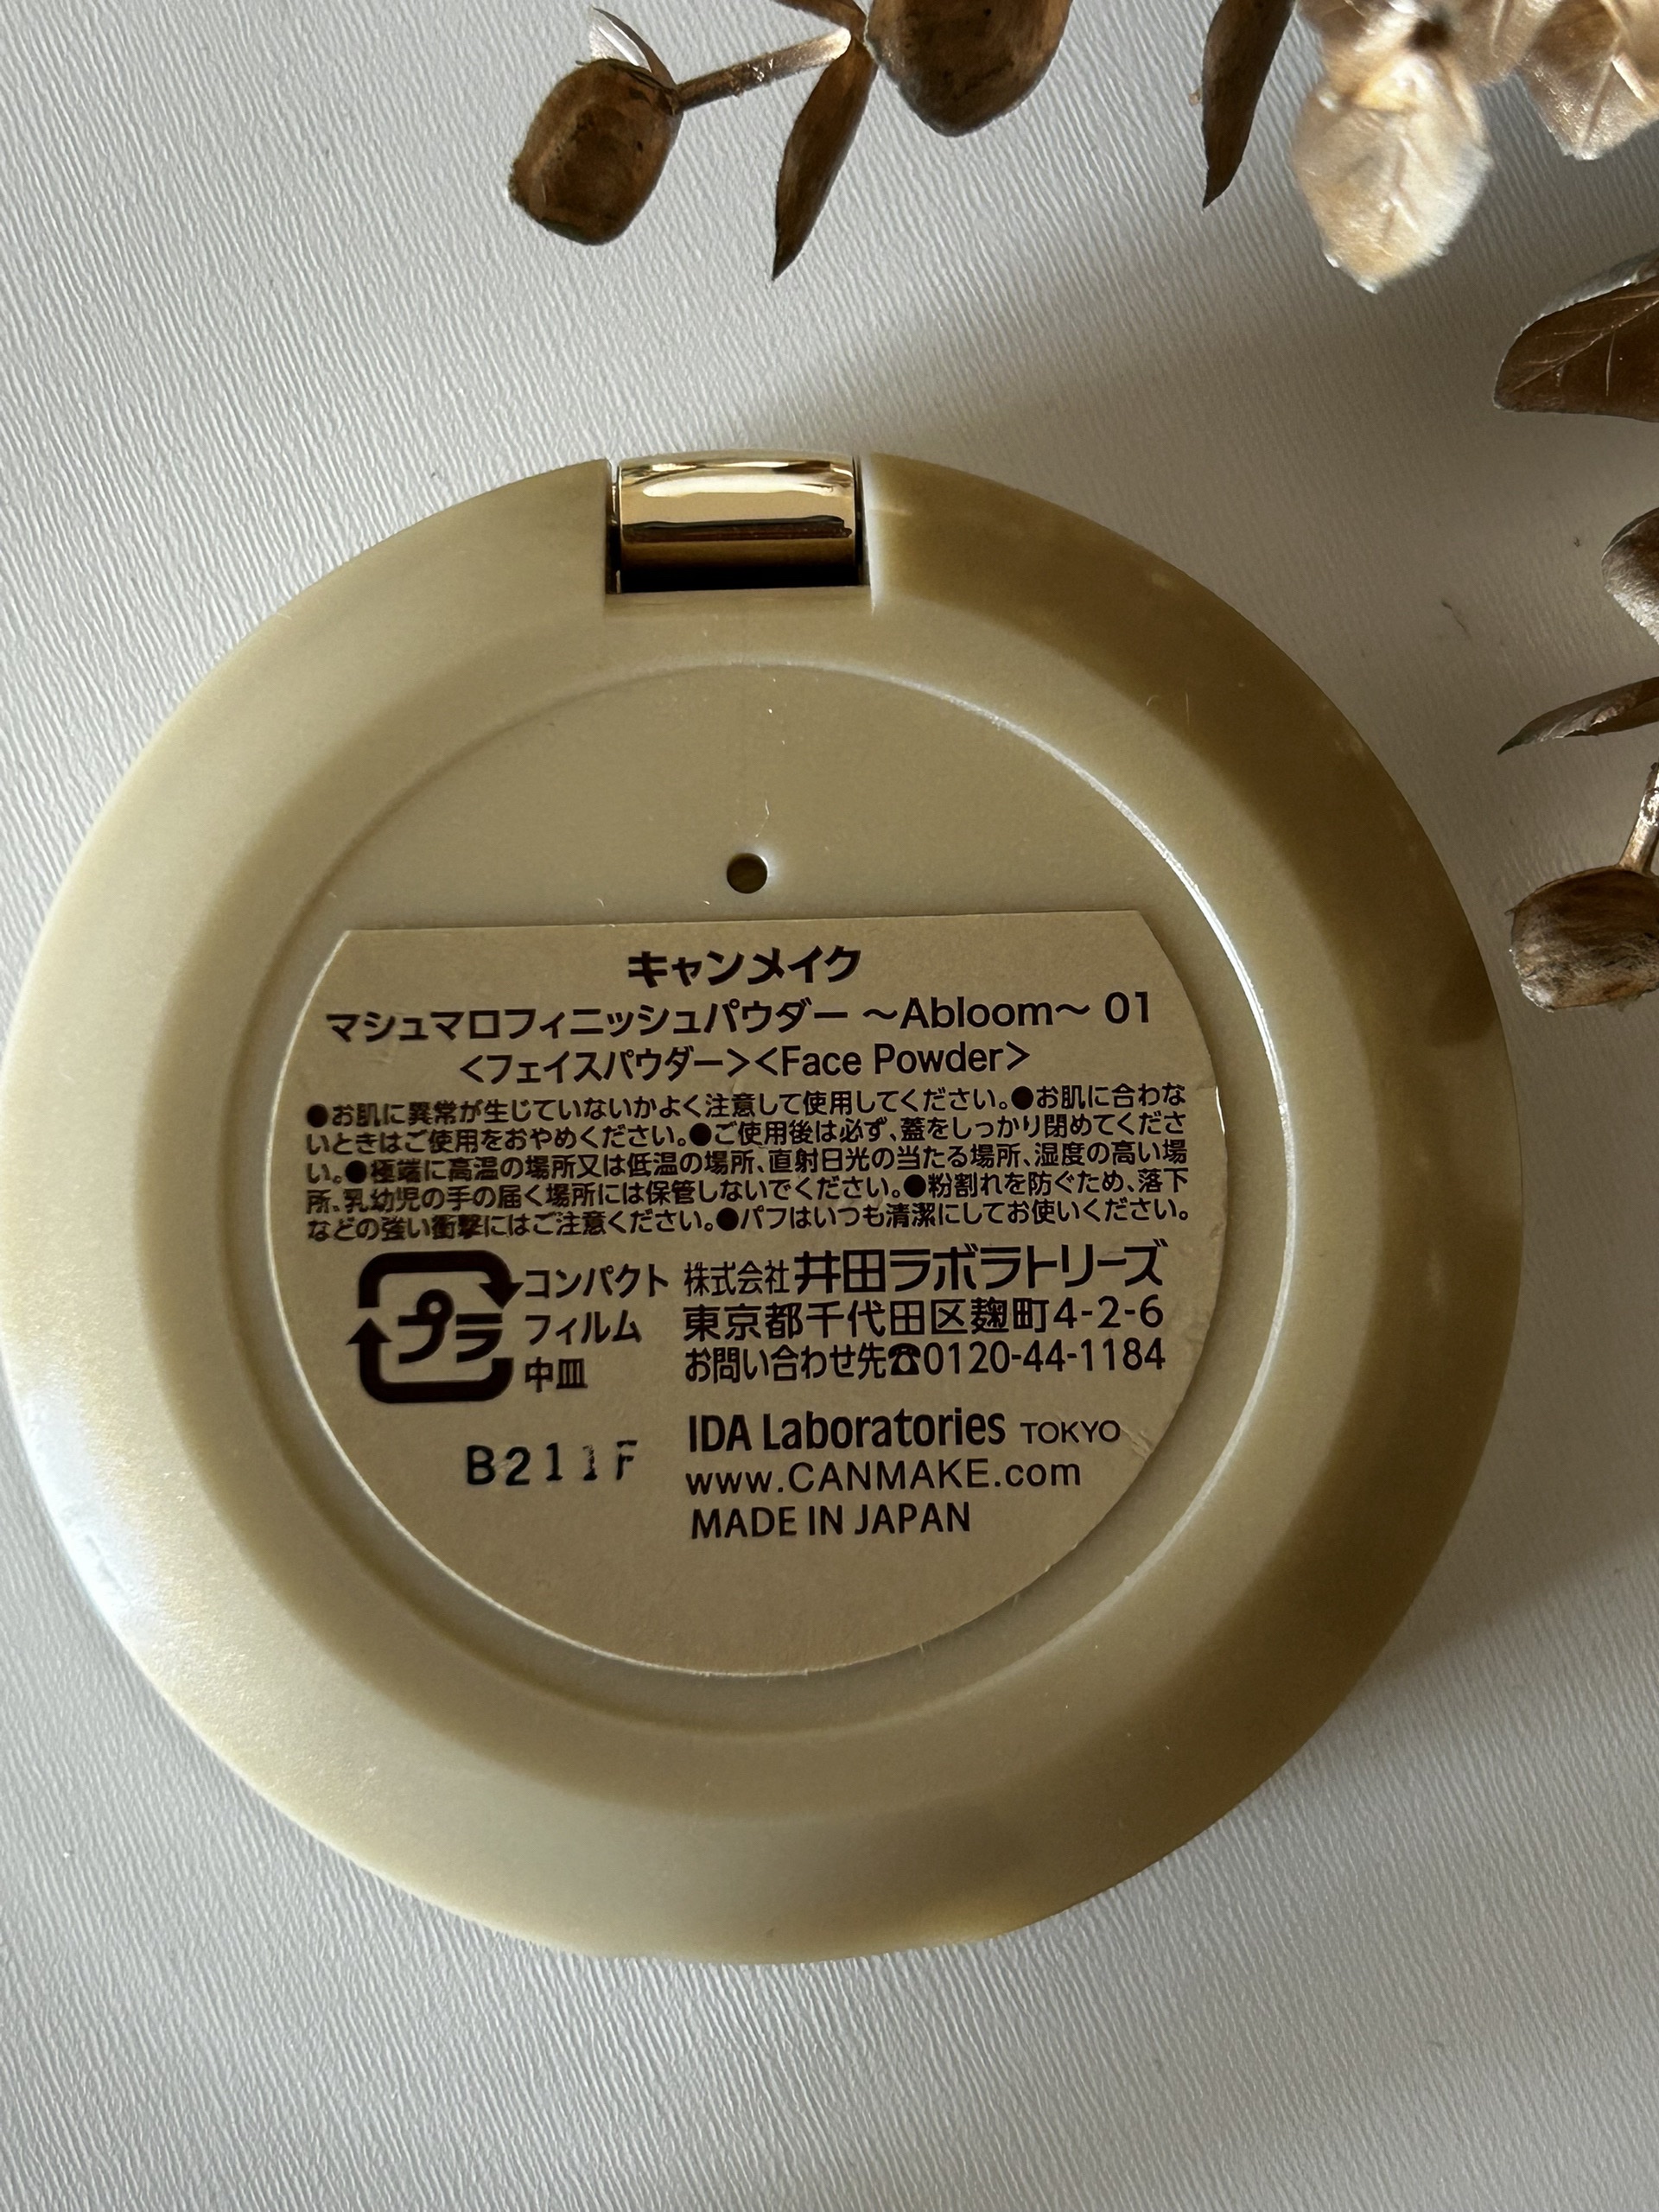 キャンメイク
マシュマロフィニッシュパウダー ～Abloom～ 01
<フェイスパウダー><Face Powder>
●お肌に異常が生じていないかよく注意して使用してください。●お肌に合わな
いときはご使用をおやめください。●ご使用後は必ず、蓋をしっかり閉めてくださ
い。●極端に高温の場所又は低温の場所、直射日光の当たる場所、湿度の高い場
所、乳幼児の手の届く場所には保管しないでください。●粉割れを防ぐため、落下
などの強い衝撃にはご注意ください。●パフはいつも清潔にしてお使いください。
プラ
コンパクト
フィルム
中皿
株式会社 井田ラボラトリーズ
東京都千代田区麹町4-2-6
お問い合わせ先☎0120-44-1184
IDA Laboratories TOKYO
www.CANMAKE.com
MADE IN JAPAN
B211F